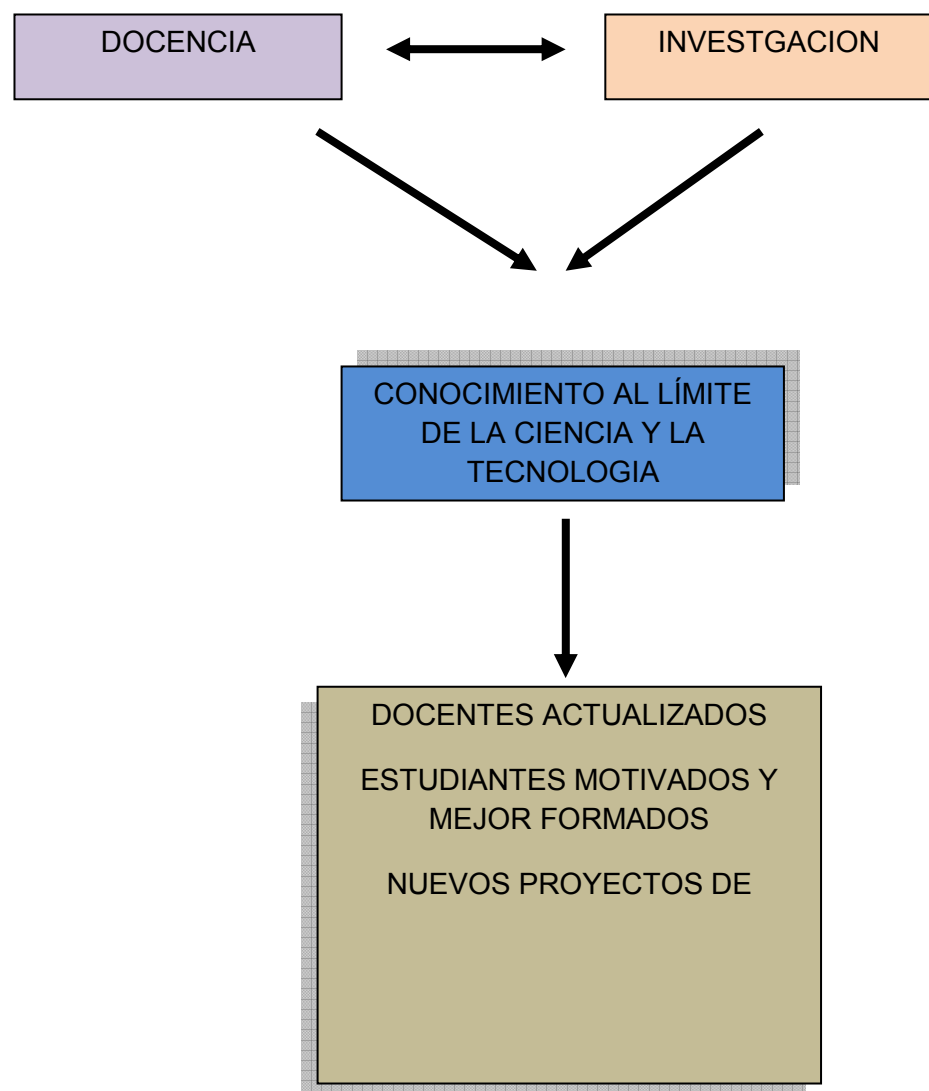 DOCENCIA
INVESTGACION
CONOCIMIENTO AL LÍMITE
DE LA CIENCIA Y LA
TECNOLOGIA
DOCENTES ACTUALIZADOS
ESTUDIANTES MOTIVADOS Y
MEJOR FORMADOS
NUEVOS PROYECTOS DE